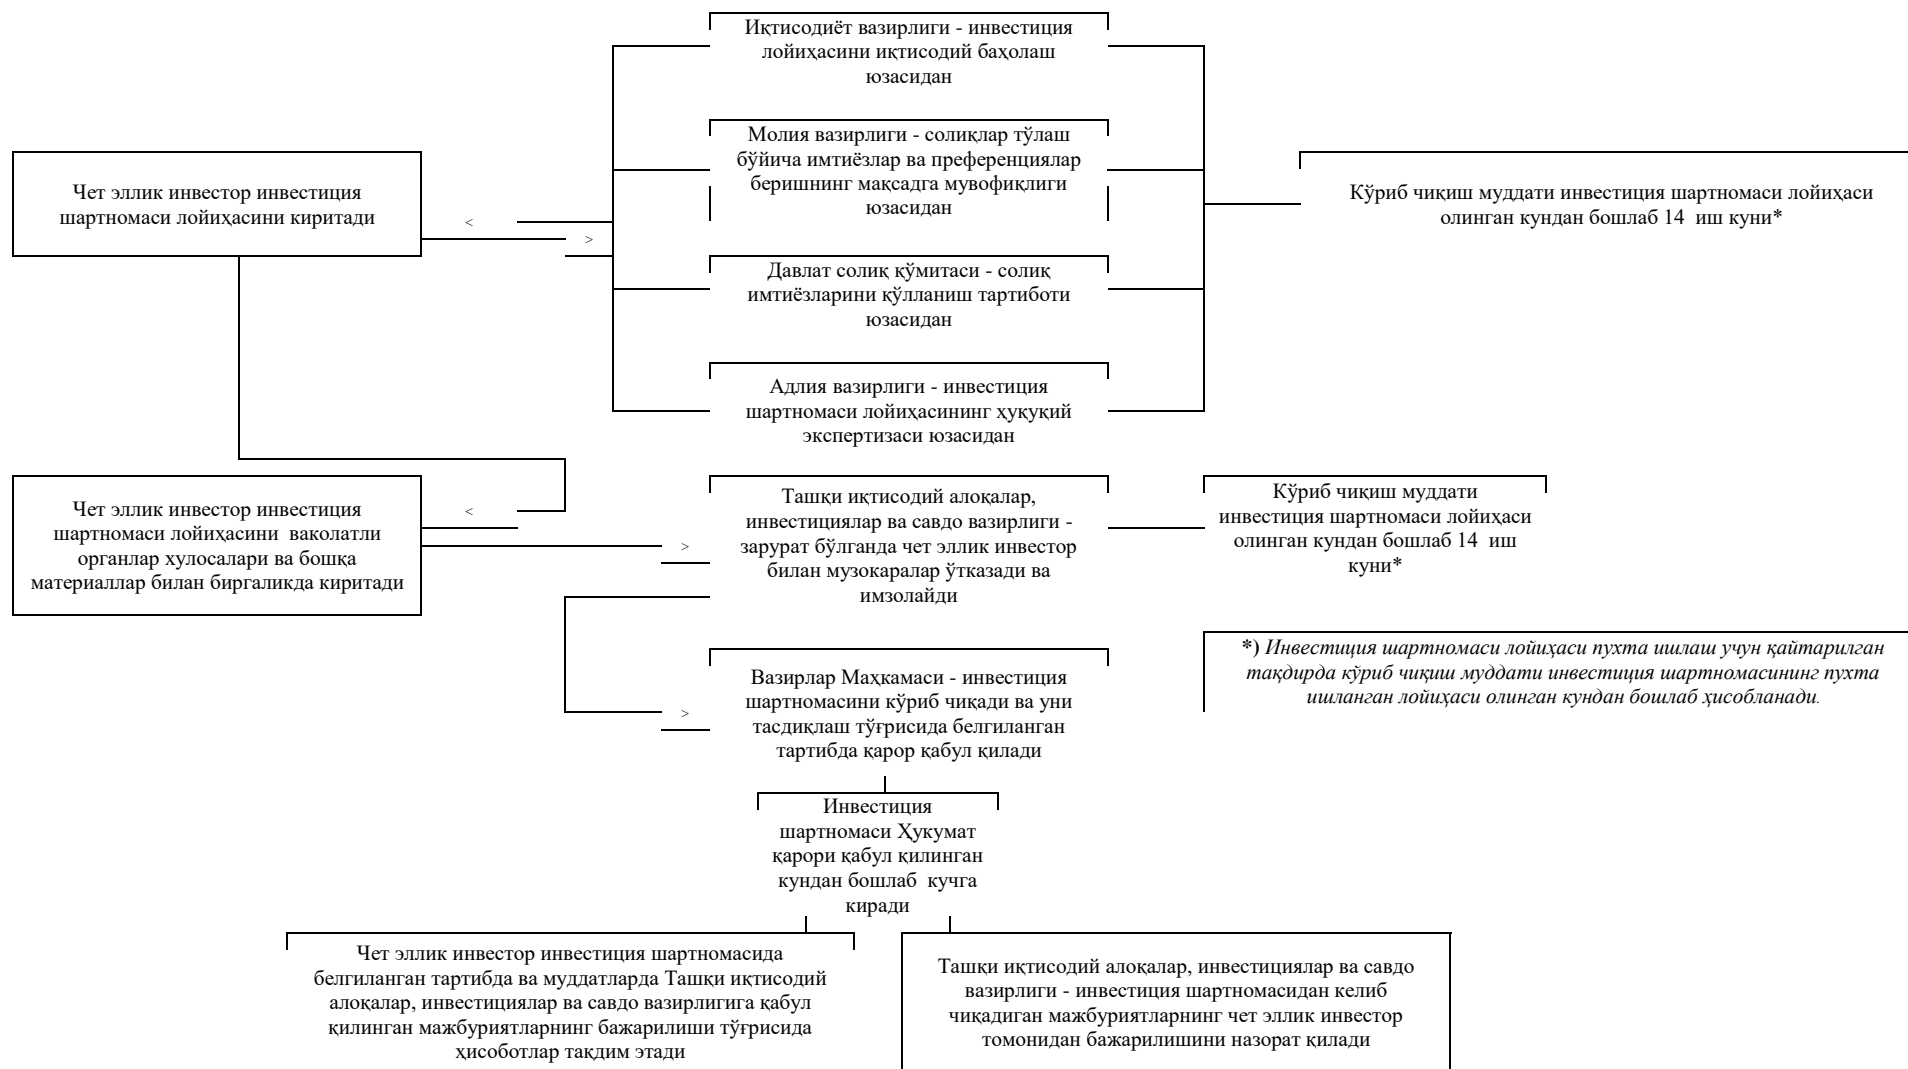 Иқтисодиёт вазирлиги - инвестиция
лойиҳасини иқтисодий баҳолаш
юзасидан
Молия вазирлиги - солиқлар тўлаш
бўйича имтиёзлар ва преференциялар
беришнинг мақсадга мувофиқлиги
юзасидан
Чет эллик инвестор инвестиция
шартномаси лойиҳасини киритади
<
>
Кўриб чиқиш муддати инвестиция шартномаси лойиҳаси
олинган кундан бошлаб 14 иш куни*
Давлат солиқ қўмитаси - солиқ
имтиёзларини қўлланиш тартиботи
юзасидан
Адлия вазирлиги - инвестиция
шартномаси лойиҳасининг ҳуқуқий
экспертизаси юзасидан
Чет эллик инвестор инвестиция
шартномаси лойиҳасини ваколатли
органлар хулосалари ва бошқа
материаллар билан биргаликда киритади
<
>
Ташқи иқтисодий алоқалар,
инвестициялар ва савдо вазирлиги -
зарурат бўлганда чет эллик инвестор
билан музокаралар ўтказади ва
имзолайди
Кўриб чиқиш муддати
инвестиция шартномаси лойиҳаси
олинган кундан бошлаб 14 иш
куни*
*) Инвестиция шартномаси лойиҳаси пухта ишлаш учун қайтарилган
тақдирда кўриб чиқиш муддати инвестиция шартномасининг пухта
ишланган лойиҳаси олинган кундан бошлаб ҳисобланади.
>
Вазирлар Маҳкамаси - инвестиция
шартномасини кўриб чиқади ва уни
тасдиқлаш тўғрисида белгиланган
тартибда қарор қабул қилади
Инвестиция
шартномаси Ҳукумат
қарори қабул қилинган
кундан бошлаб кучга
киради
Чет эллик инвестор инвестиция шартномасида
белгиланган тартибда ва муддатларда Ташқи иқтисодий
алоқалар, инвестициялар ва савдо вазирлигига қабул
қилинган мажбуриятларнинг бажарилиши тўғрисида
ҳисоботлар тақдим этади
Ташқи иқтисодий алоқалар, инвестициялар ва савдо
вазирлиги - инвестиция шартномасидан келиб
чиқадиган мажбуриятларнинг чет эллик инвестор
томонидан бажарилишини назорат қилади